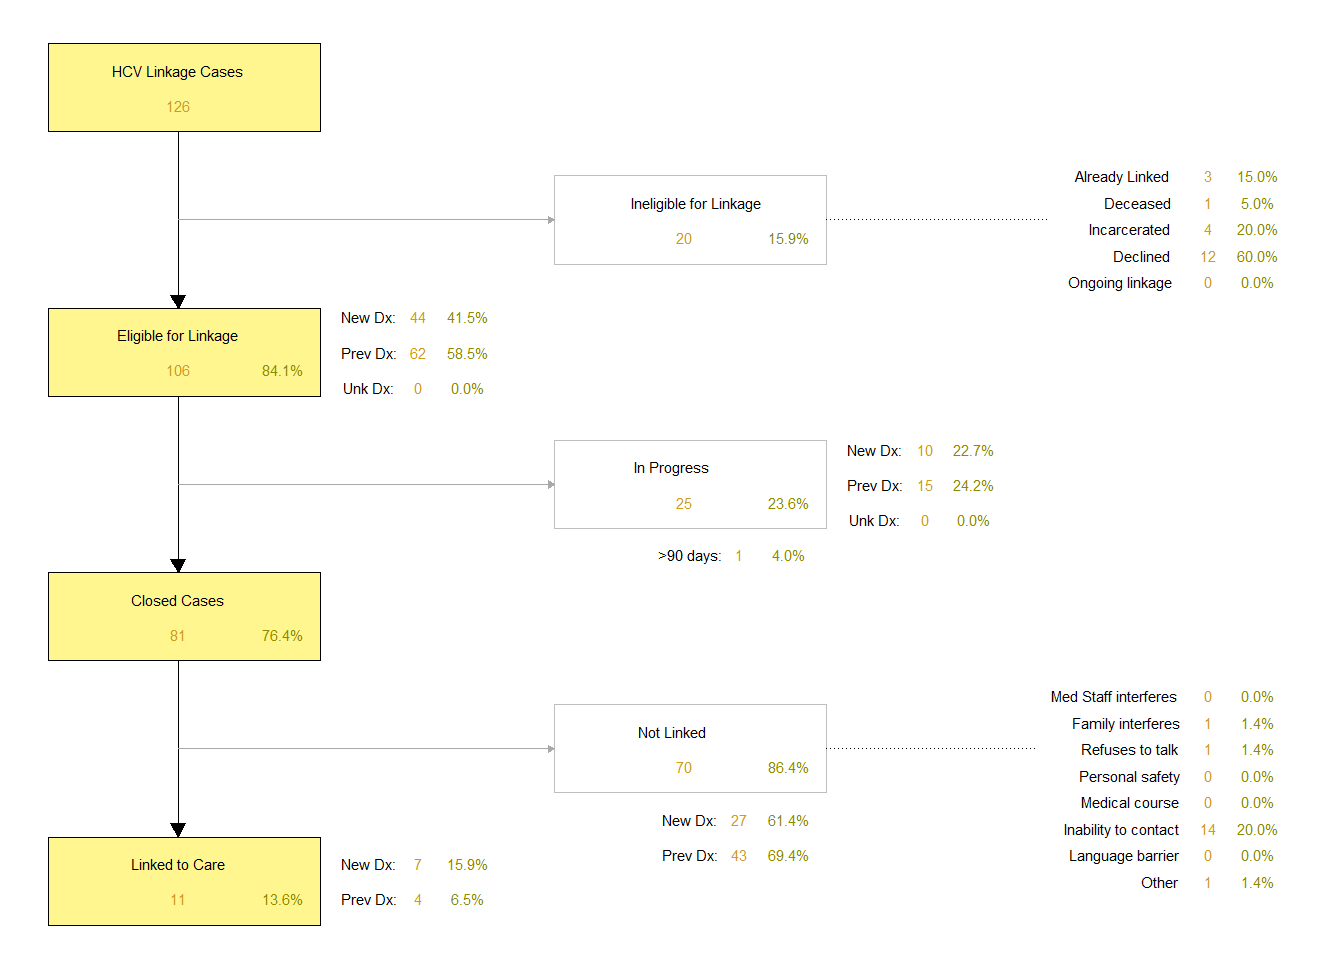 HCV Linkage Cases
126
Ineligible for Linkage
20 15.9%
Already Linked 3 15.0%
Deceased 1 5.0%
Incarcerated 4 20.0%
Declined 12 60.0%
Ongoing linkage 0 0.0%
Eligible for Linkage
106 84.1%
New Dx: 44 41.5%
Prev Dx: 62 58.5%
Unk Dx: 0 0.0%
In Progress
25 23.6%
New Dx: 10 22.7%
Prev Dx: 15 24.2%
Unk Dx: 0 0.0%
>90 days: 1 4.0%
Closed Cases
81 76.4%
Not Linked
70 86.4%
New Dx: 27 61.4%
Prev Dx: 43 69.4%
Med Staff interferes 0 0.0%
Family interferes 1 1.4%
Refuses to talk 1 1.4%
Personal safety 0 0.0%
Medical course 0 0.0%
Inability to contact 14 20.0%
Language barrier 0 0.0%
Other 1 1.4%
Linked to Care
11 13.6%
New Dx: 7 15.9%
Prev Dx: 4 6.5%